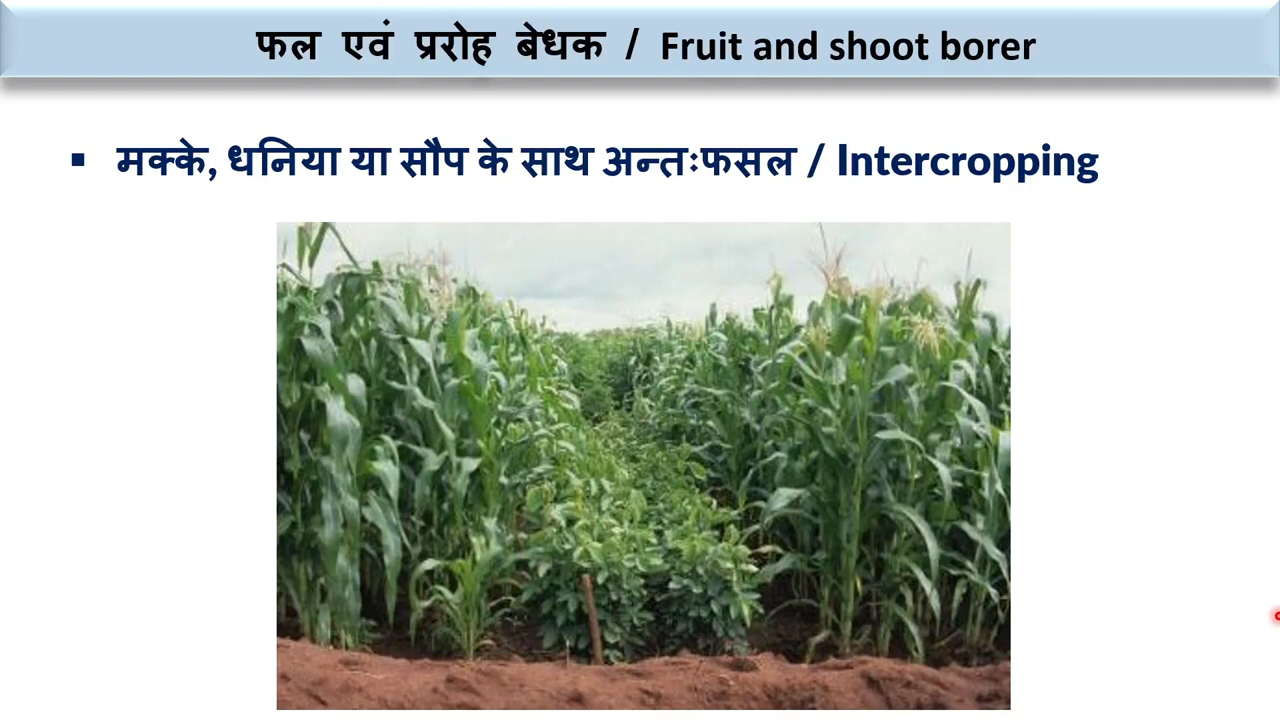 फल एवं प्ररोह बेधक / Fruit and shoot borer
▪ मक्के, धनिया या सौप के साथ अन्तःफसल / Intercropping